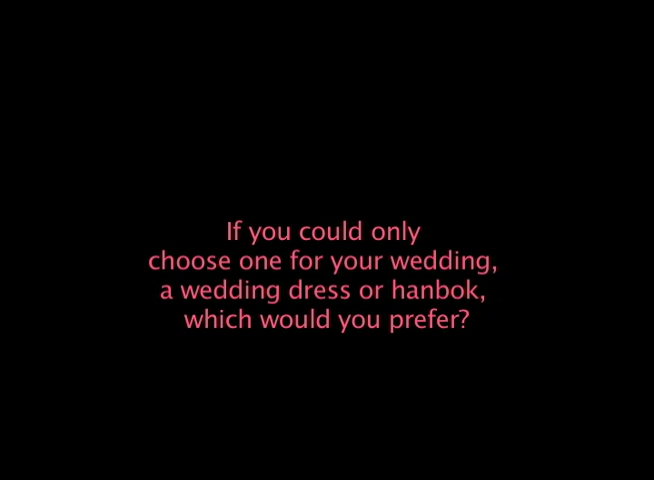 If you could only
choose one for your wedding,
a wedding dress or hanbok,
which would you prefer?